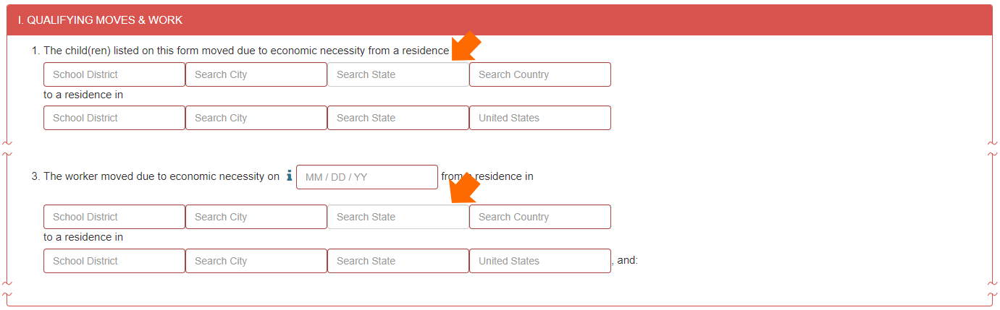 I. QUALIFYING MOVES & WORK
1. The child(ren) listed on this form moved due to economic necessity from a residence
School District Search City Search State Search Country
to a residence in
School District Search City Search State United States
3. The worker moved due to economic necessity on i MM / DD / YY from residence in
School District Search City Search State Search Country
to a residence in
School District Search City Search State United States , and: